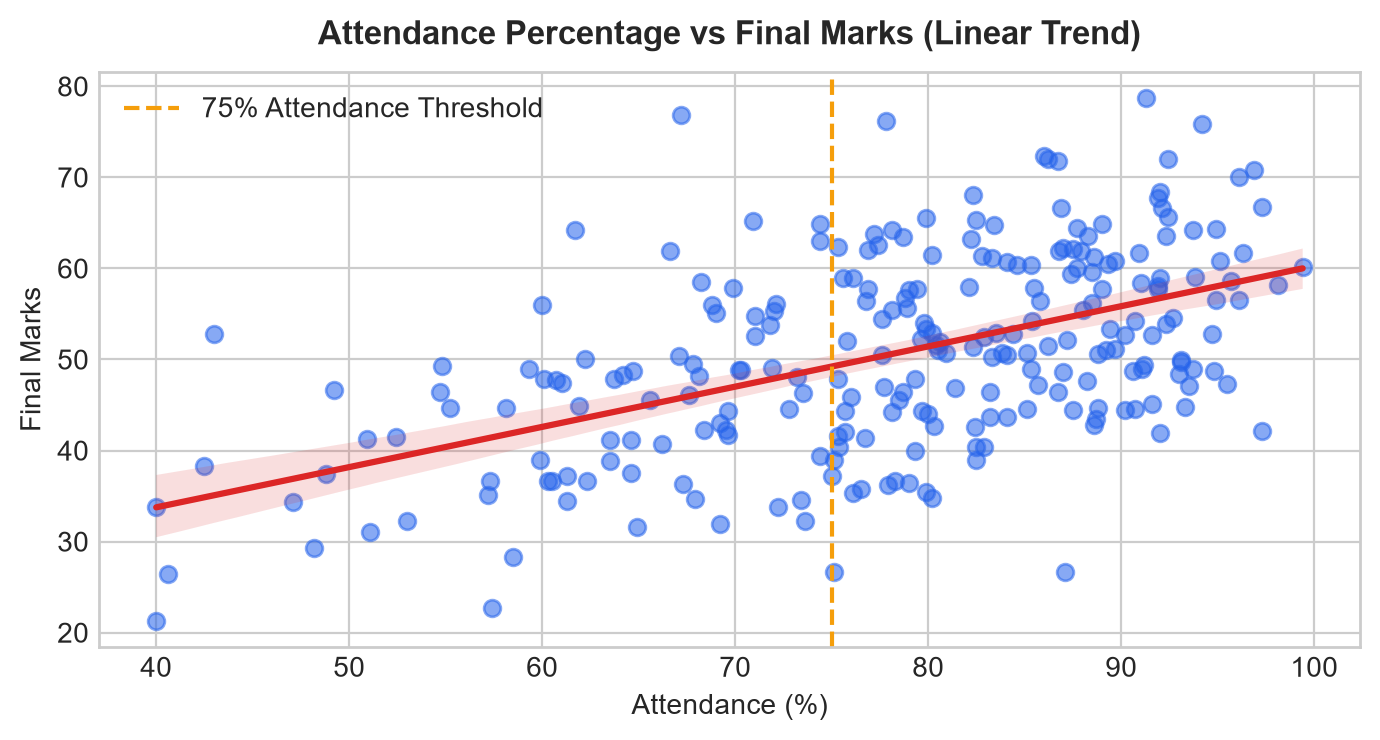 Attendance Percentage vs Final Marks (Linear Trend)
75% Attendance Threshold
80
70
60
50
40
30
20
Final Marks
40 50 60 70 80 90 100
Attendance (%)